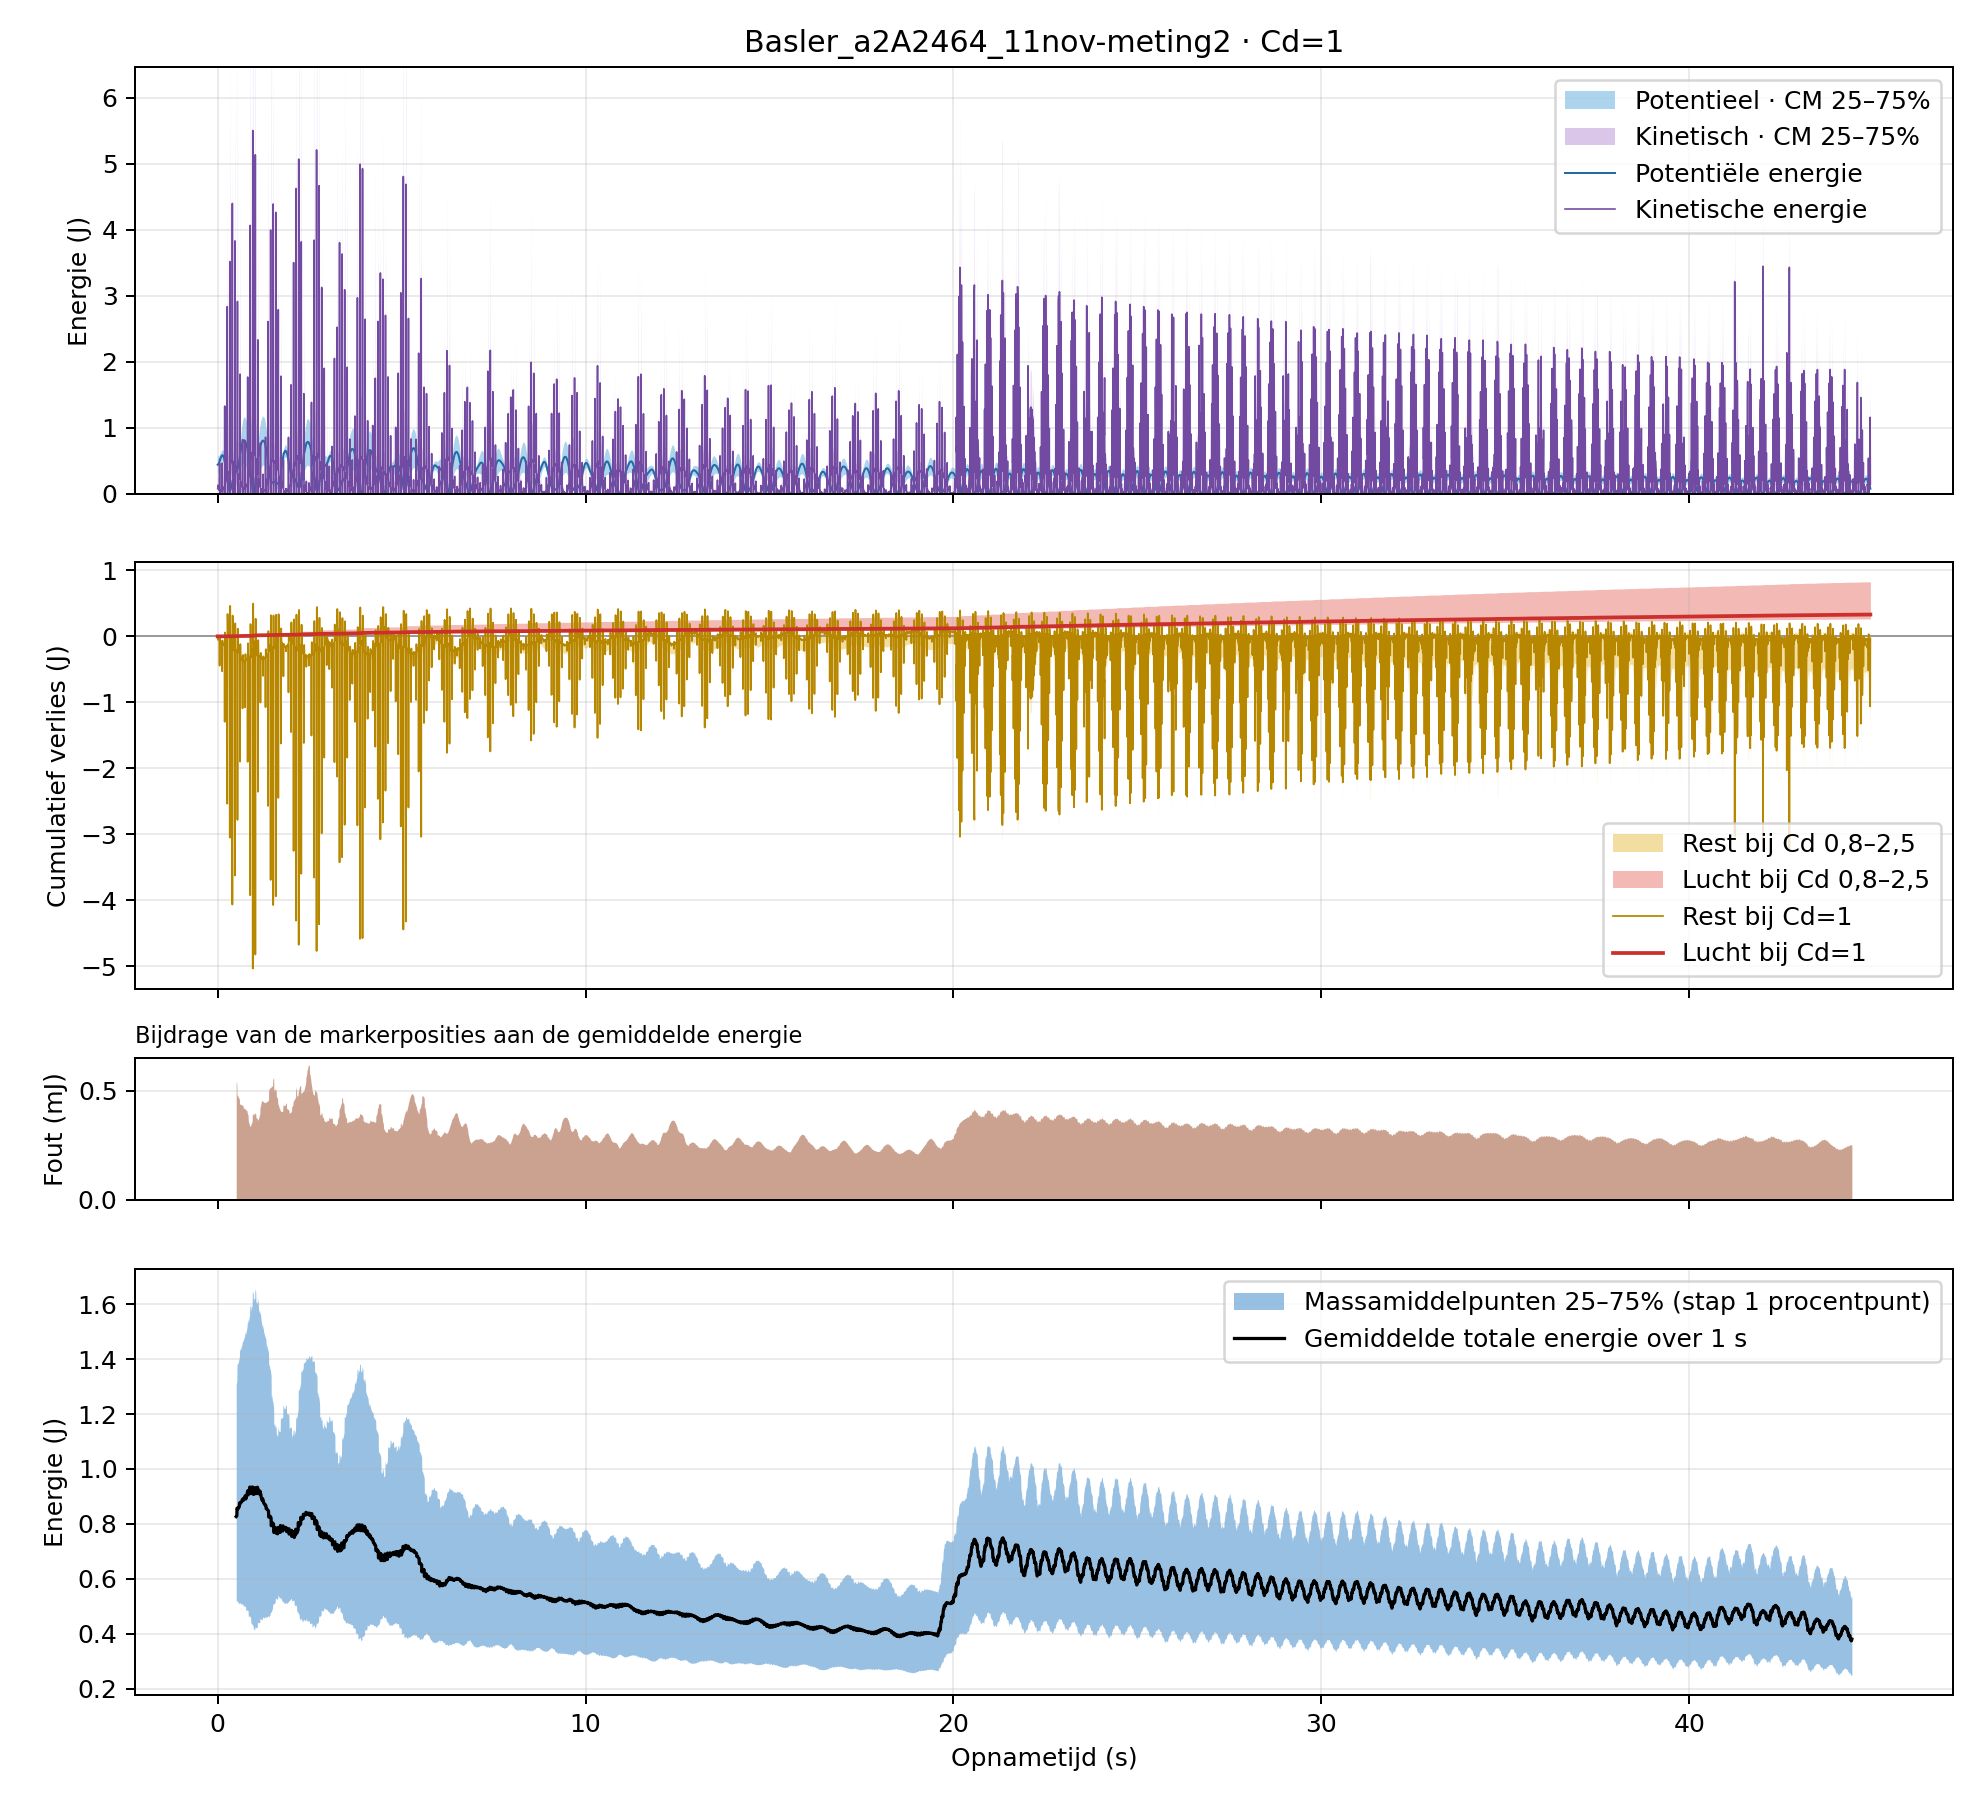 Basler_a2A2464_11nov-meting2 · Cd=1
Energie (J)
6
5
4
3
2
1
0
Potentieel · CM 25–75%
Kinetisch · CM 25–75%
Potentiële energie
Kinetische energie
Cumulatief verlies (J)
1
0
−1
−2
−3
−4
−5
Rest bij Cd 0,8–2,5
Lucht bij Cd 0,8–2,5
Rest bij Cd=1
Lucht bij Cd=1
Bijdrage van de markerposities aan de gemiddelde energie
Fout (mJ)
0.5
0.0
Energie (J)
1.6
1.4
1.2
1.0
0.8
0.6
0.4
0.2
Massamiddelpunten 25–75% (stap 1 procentpunt)
Gemiddelde totale energie over 1 s
0 10 20 30 40
Opnametijd (s)